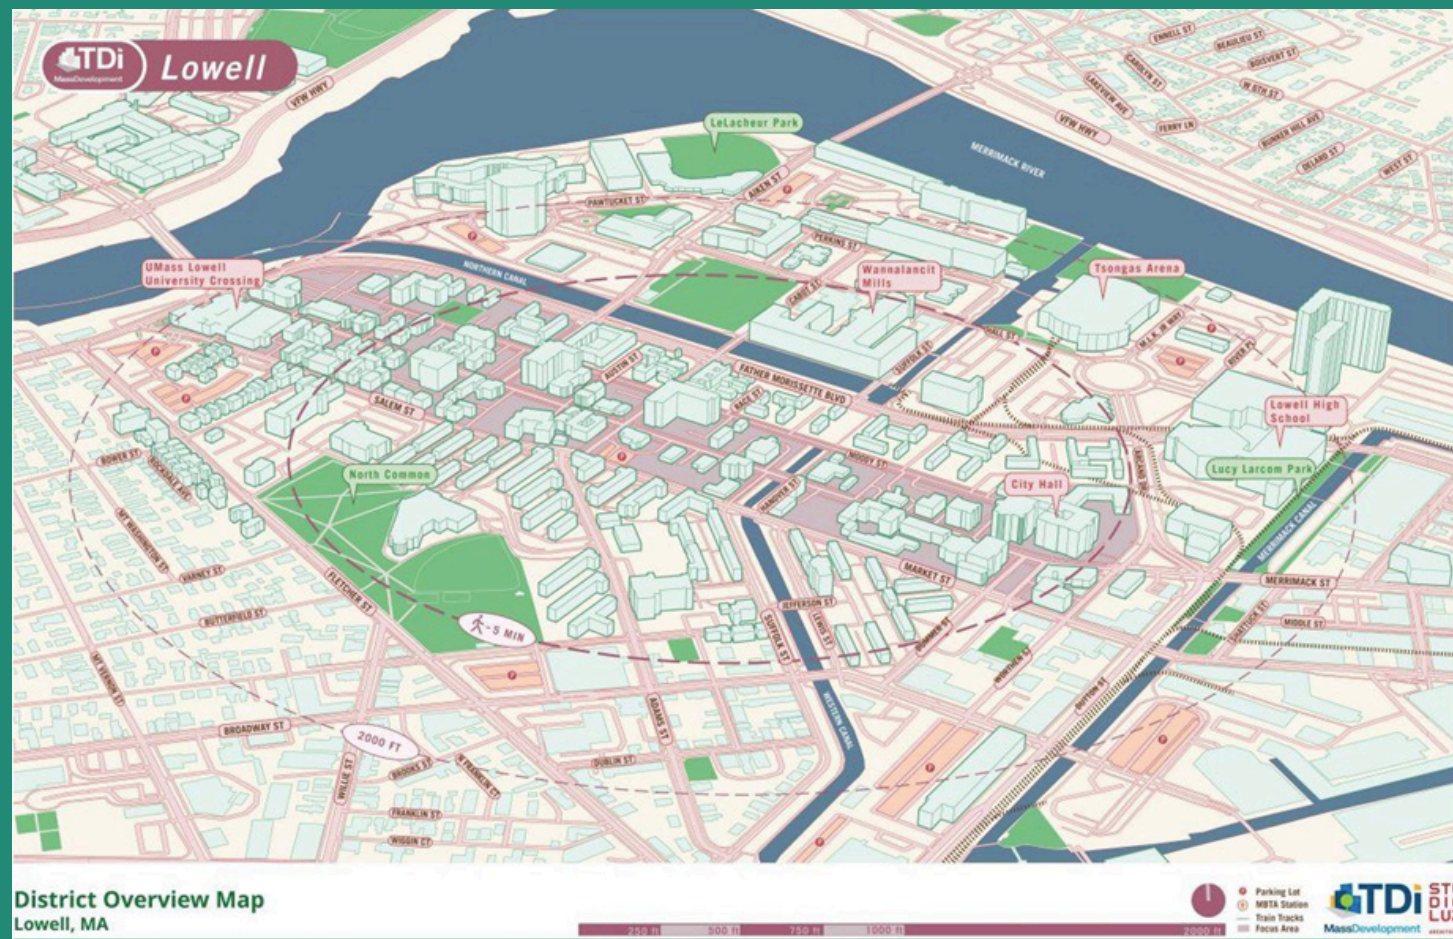 TDi
MassDevelopment
Lowell
VFW HWY
ENNELL ST
BEAULIEU ST
BOISVERT ST
CAROLYN ST
LAKEVIEW AVE
W 6TH ST
FERRY LN
BUNKER HILL AVE
DELARD ST
WEST ST
VFW HWY
LeLacheur Park
MERRIMACK RIVER
AIKEN ST
PAWTUCKET ST
PERKINS ST
NORTHERN CANAL
UMass Lowell
University Crossing
Wannalancit
Mills
Tsongas Arena
CABOT ST
HALL ST
M.L.K. JR WAY
RIVER PL
SUFFOLK ST
AUSTIN ST
FATHER MORISSETTE BLVD
RACE ST
SALEM ST
Lowell High
School
Lucy Larcom Park
BOWER ST
ROCKDALE AVE
North Common
MOODY ST
ARCAND DR
City Hall
HANOVER ST
MERRIMACK CANAL
MT WASHINGTON ST
VARNEY ST
FLETCHER ST
BUTTERFIELD ST
MARKET ST
MERRIMACK ST
JEFFERSON ST
LEWIS ST
SUFFOLK ST
DUMMER ST
SHATTUCK ST
MIDDLE ST
~5 MIN
WORTHEN ST
MT VERNON ST
DUTTON ST
ADAMS ST
WESTERN CANAL
BROADWAY ST
2000 FT
WILLIE ST
BROOKS ST
N FRANKLIN CT
DUBLIN ST
FRANKLIN ST
WIGGIN CT
District Overview Map
Lowell, MA
250 ft
500 ft
750 ft
1000 ft
2000 ft
P Parking Lot
MBTA Station
Train Tracks
Focus Area
TDi
MassDevelopment